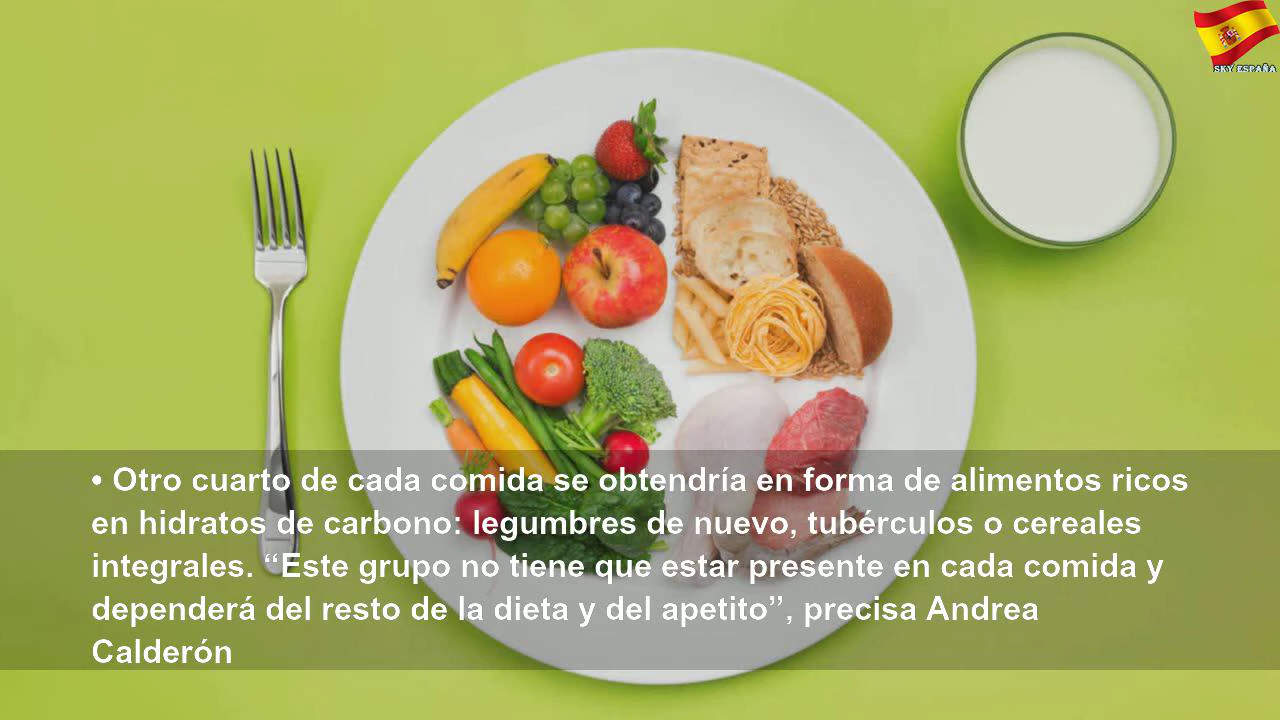 SKY ESPAÑA
• Otro cuarto de cada comida se obtendría en forma de alimentos ricos
en hidratos de carbono: legumbres de nuevo, tubérculos o cereales
integrales. “Este grupo no tiene que estar presente en cada comida y
dependerá del resto de la dieta y del apetito”, precisa Andrea
Calderón